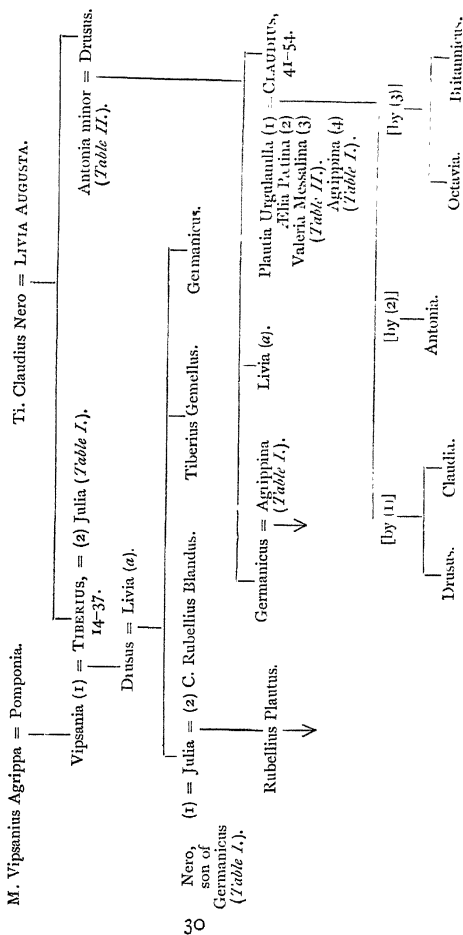 M. Vipsanius Agrippa = Pomponia.
Ti. Claudius Nero = LIVIA AUGUSTA.
Vipsania (1) = TIBERIUS, = (2) Julia (Table I.).
14-37.
Antonia minor = Drusus.
(Table II.).
Drusus = Livia (a).
Nero,
son of
Germanicus
(Table I.).
(1) = Julia = (2) C. Rubellius Blandus.
Tiberius Gemellus.
Germanicus.
Rubellius Plautus.
Germanicus = Agrippina
(Table I.).
Livia (a).
Plautia Urgulanilla (1) = CLAUDIUS,
Ælia Pætina (2) 41-54.
Valeria Messalina (3)
(Table II.).
Agrippina (4)
(Table I.).
[by (1)]
[by (2)]
[by (3)]
Drusus.
Claudia.
Antonia.
Octavia.
Britannicus.
30